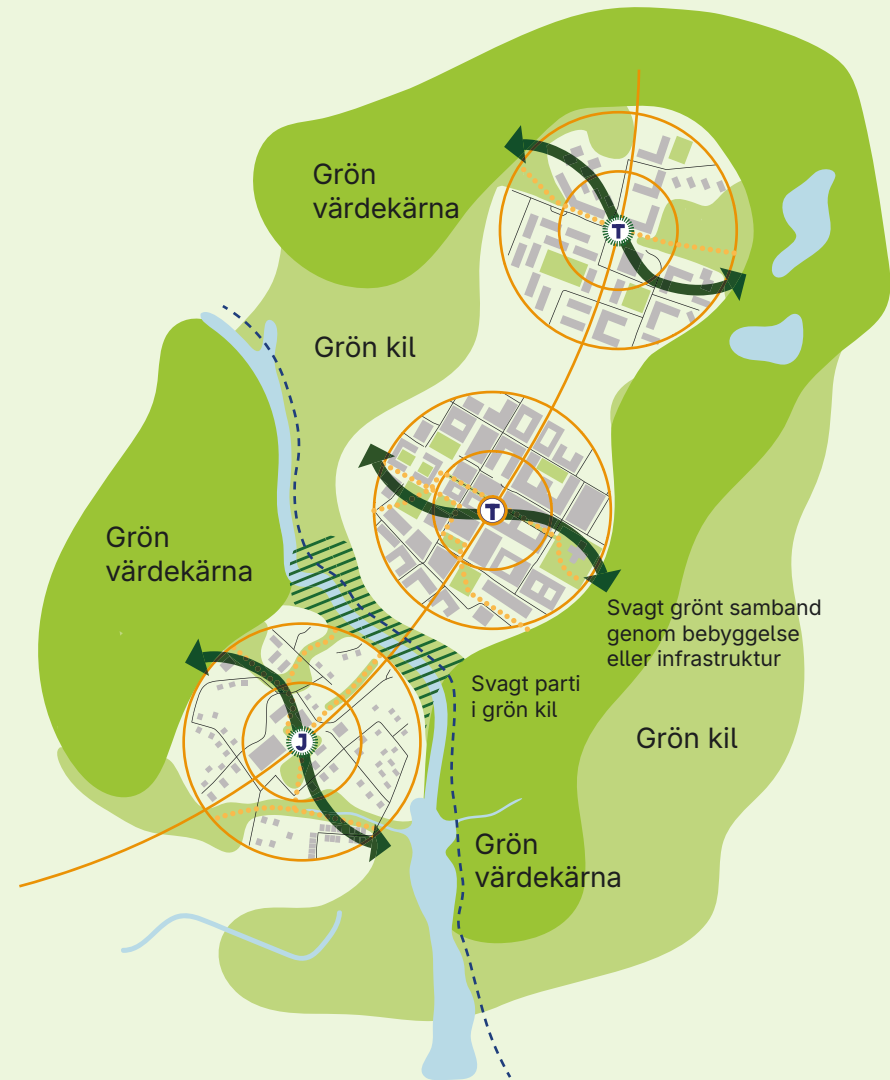 Grön
värdekärna
T
Grön kil
T
Grön
värdekärna
Svagt grönt samband
genom bebyggelse
eller infrastruktur
Svagt parti
i grön kil
Grön kil
J
Grön
värdekärna